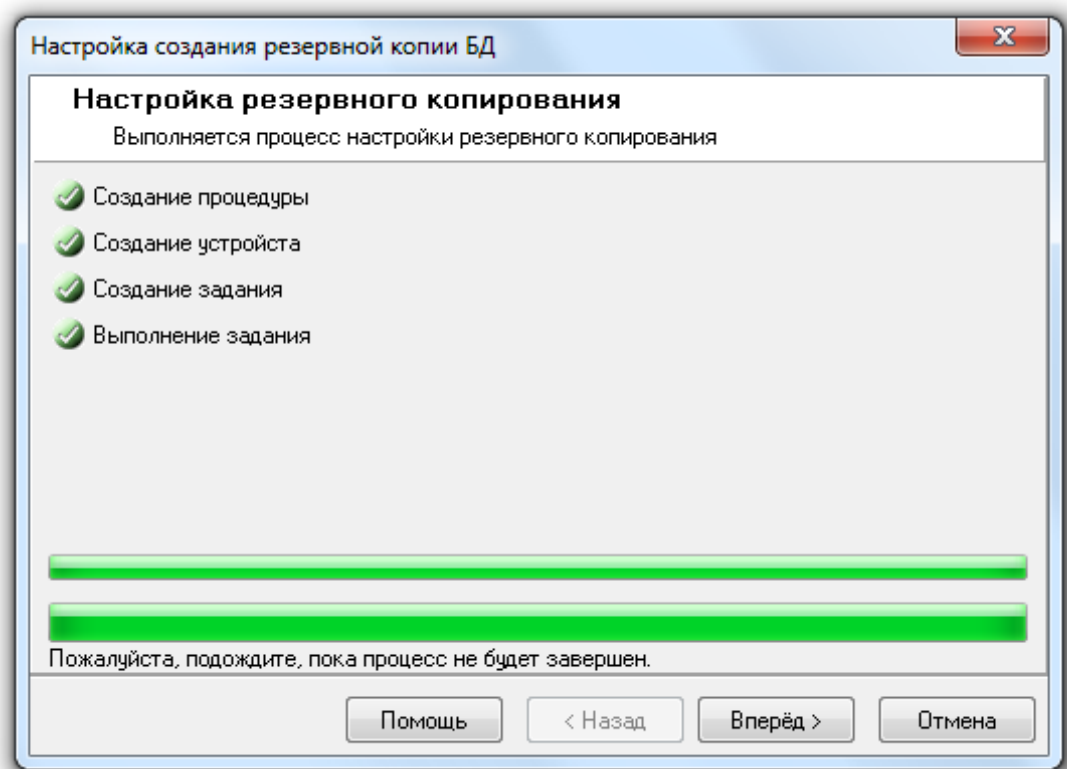 Настройка создания резервной копии БД
Настройка резервного копирования
Выполняется процесс настройки резервного копирования
Создание процедуры
Создание устройста
Создание задания
Выполнение задания
Пожалуйста, подождите, пока процесс не будет завершен.
Помощь
< Назад
Вперёд >
Отмена